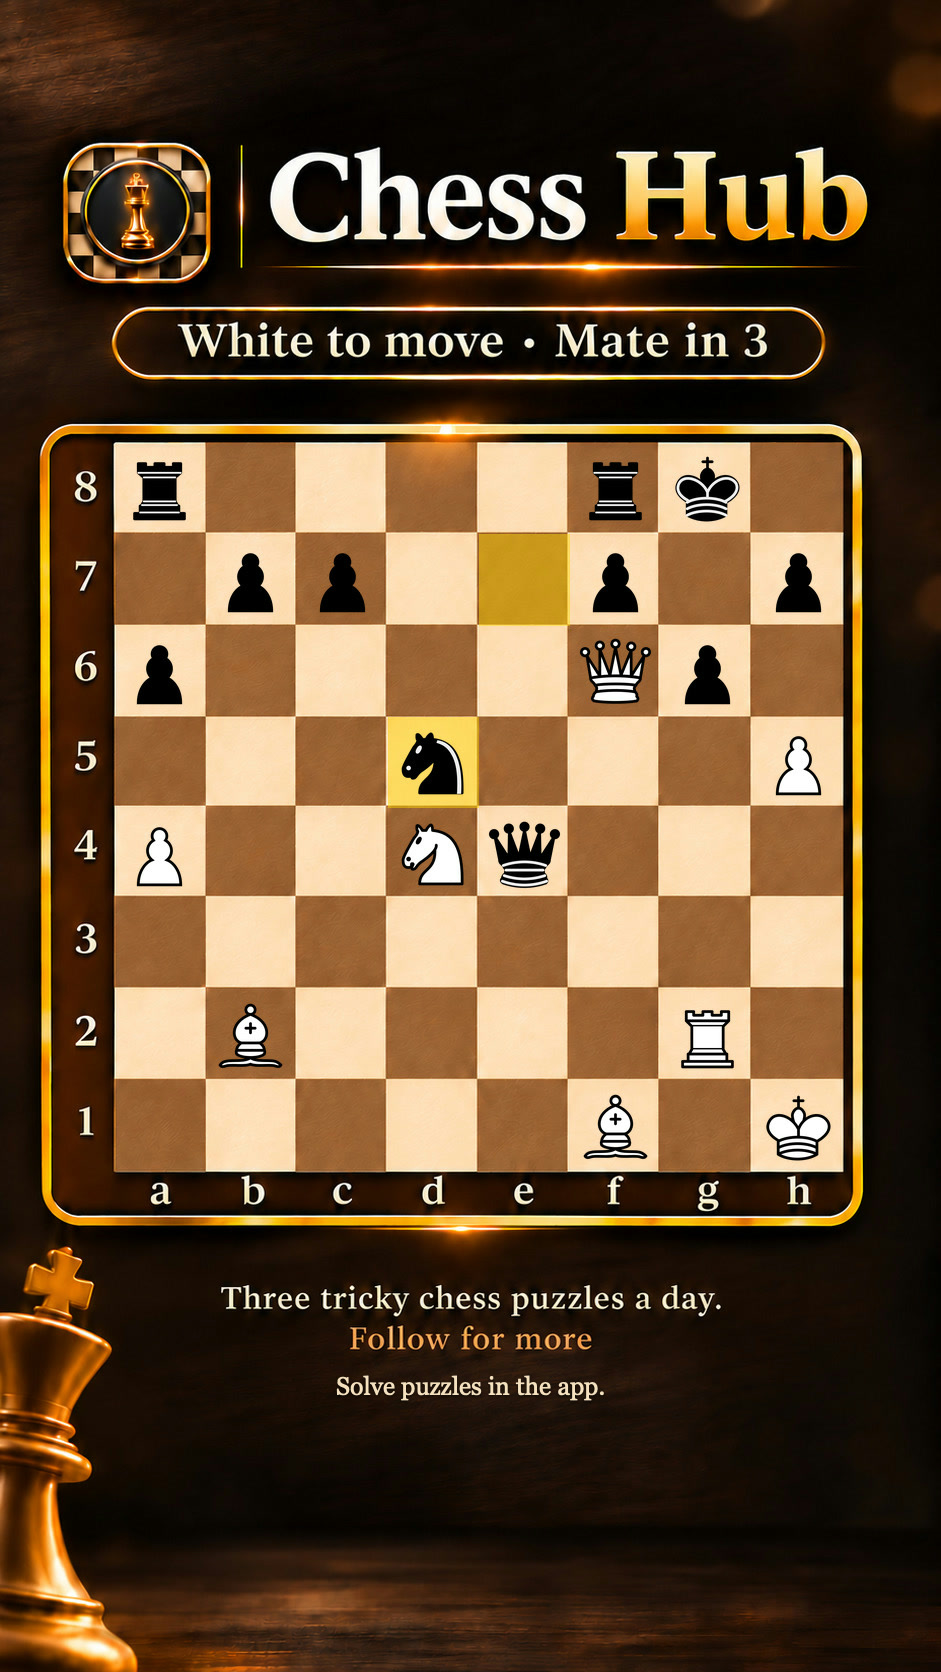 Chess Hub
White to move • Mate in 3
8
7
6
5
4
3
2
1
a b c d e f g h
Three tricky chess puzzles a day.
Follow for more
Solve puzzles in the app.